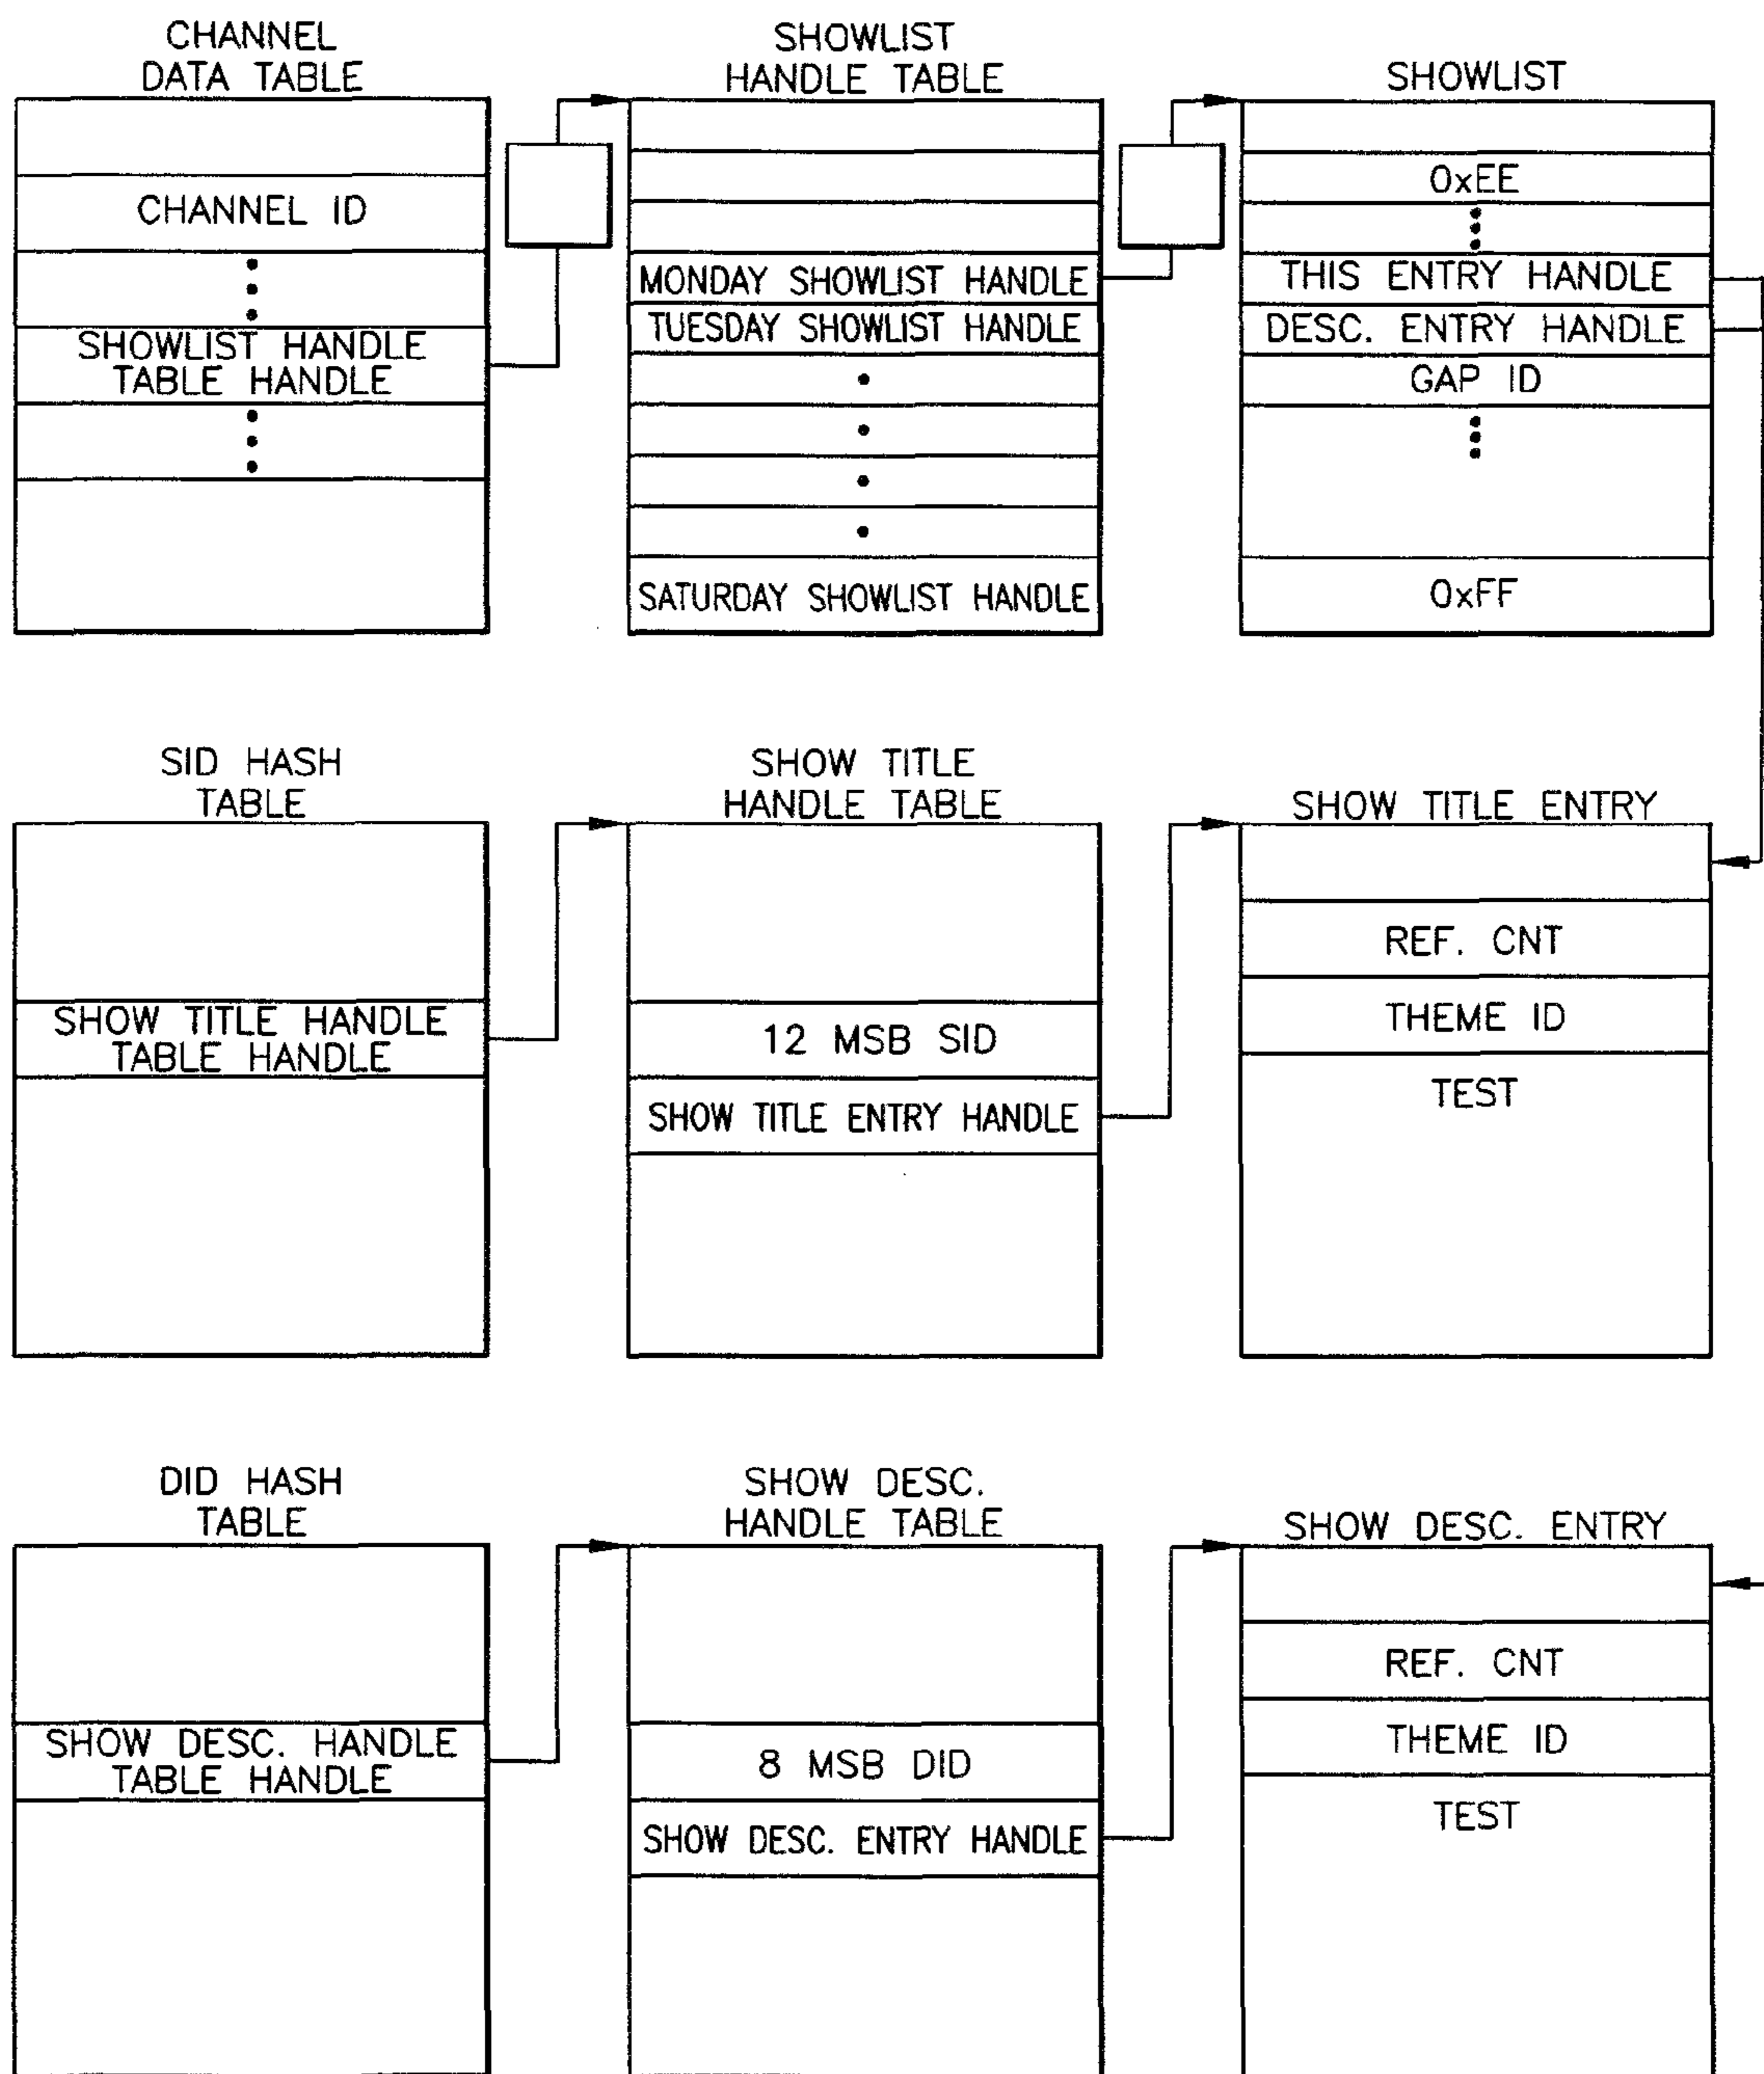 CHANNEL
DATA TABLE
CHANNEL ID
SHOWLIST HANDLE
TABLE HANDLE
SHOWLIST
HANDLE TABLE
MONDAY SHOWLIST HANDLE
TUESDAY SHOWLIST HANDLE
SATURDAY SHOWLIST HANDLE
SHOWLIST
0xEE
THIS ENTRY HANDLE
DESC. ENTRY HANDLE
GAP ID
0xFF
SID HASH
TABLE
SHOW TITLE HANDLE
TABLE HANDLE
SHOW TITLE
HANDLE TABLE
12 MSB SID
SHOW TITLE ENTRY HANDLE
SHOW TITLE ENTRY
REF. CNT
THEME ID
TEST
DID HASH
TABLE
SHOW DESC. HANDLE
TABLE HANDLE
SHOW DESC.
HANDLE TABLE
8 MSB DID
SHOW DESC. ENTRY HANDLE
SHOW DESC. ENTRY
REF. CNT
THEME ID
TEST